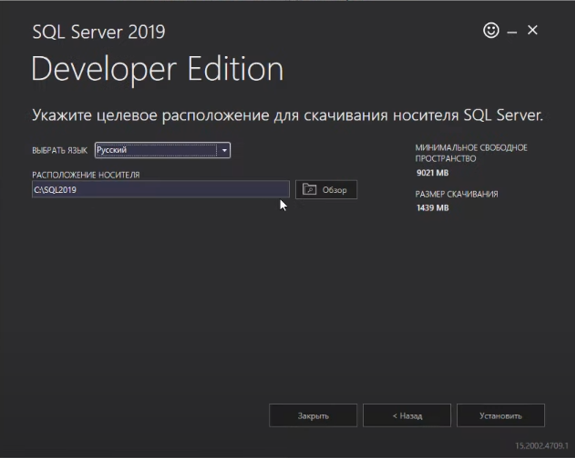 SQL Server 2019
Developer Edition
Укажите целевое расположение для скачивания носителя SQL Server.
ВЫБРАТЬ ЯЗЫК Русский
МИНИМАЛЬНОЕ СВОБОДНОЕ
ПРОСТРАНСТВО
9021 MB
РАСПОЛОЖЕНИЕ НОСИТЕЛЯ
C:\SQL2019 Обзор
РАЗМЕР СКАЧИВАНИЯ
1439 MB
Закрыть < Назад Установить
15.2002.4709.1